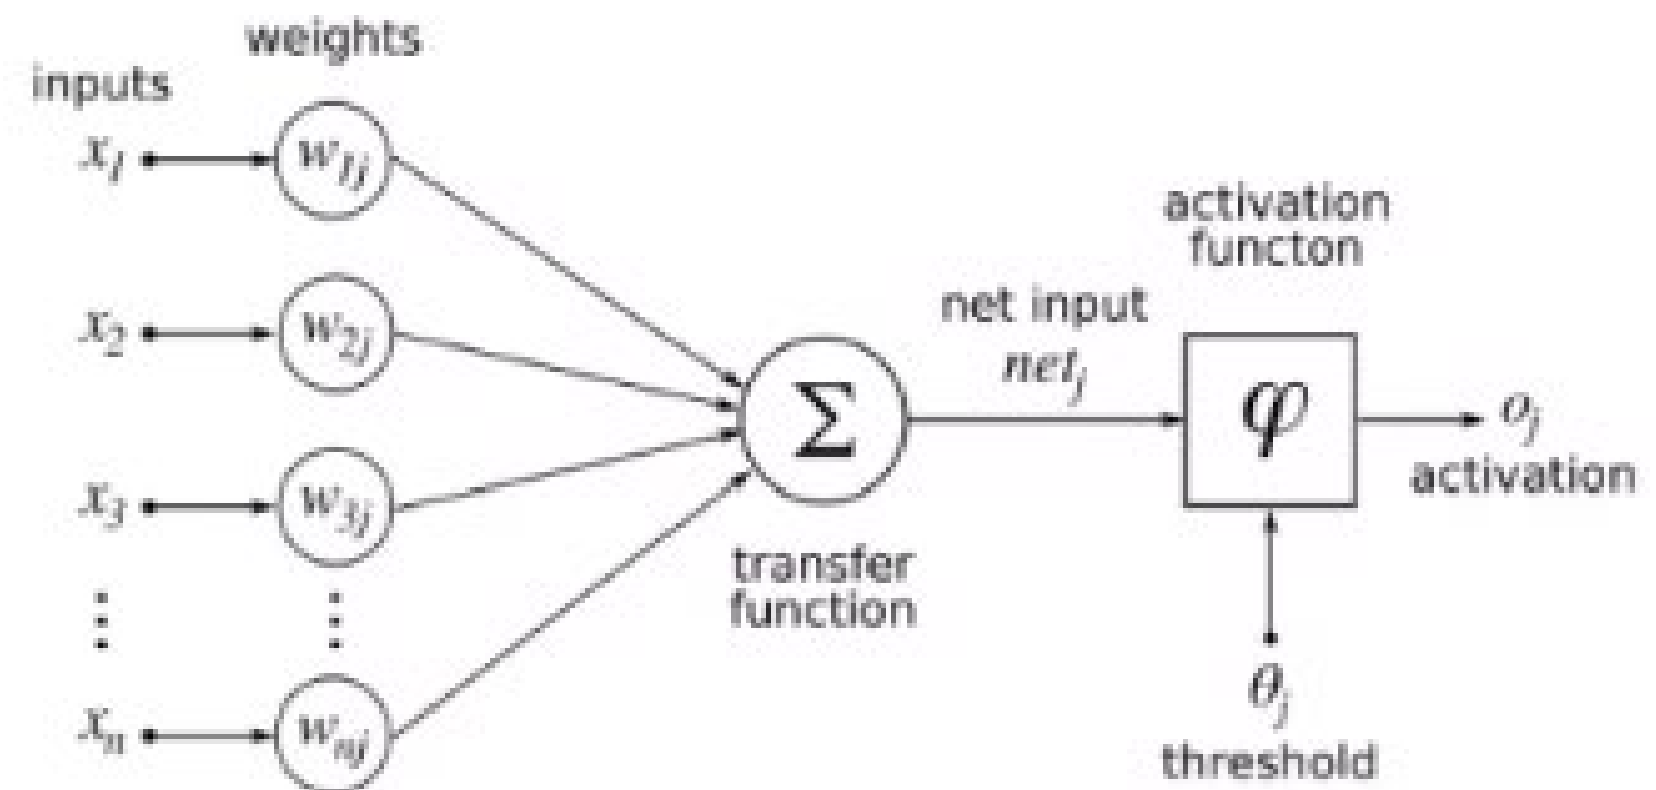 weights
inputs
x₁ w₁ⱼ
activation
functon
x₂ w₂ⱼ
net input
netⱼ
Σ
φ
oⱼ
activation
x₃ w₃ⱼ
transfer
function
xₙ wₙⱼ
θⱼ
threshold